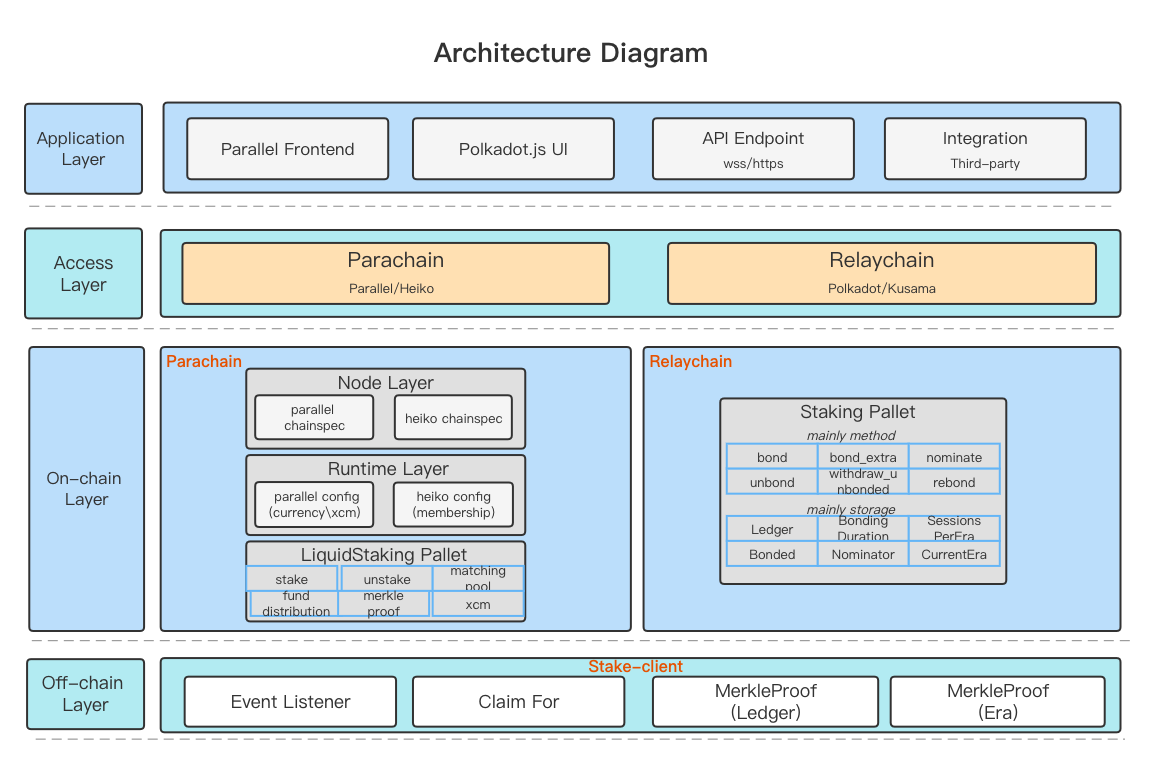 Architecture Diagram
Application
Layer
Parallel Frontend
Polkadot.js UI
API Endpoint
wss/https
Integration
Third-party
Access
Layer
Parachain
Parallel/Heiko
Relaychain
Polkadot/Kusama
On-chain
Layer
Parachain
Node Layer
parallel
chainspec
heiko chainspec
Runtime Layer
parallel config
(currency\xcm)
heiko config
(membership)
LiquidStaking Pallet
stake
unstake
matching
pool
fund
distribution
merkle
proof
xcm
Relaychain
Staking Pallet
mainly method
bond
bond_extra
nominate
unbond
withdraw_u
nbonded
rebond
mainly storage
Ledger
Bonding
Duration
Sessions
PerEra
Bonded
Nominator
CurrentEra
Off-chain
Layer
Stake-client
Event Listener
Claim For
MerkleProof
(Ledger)
MerkleProof
(Era)